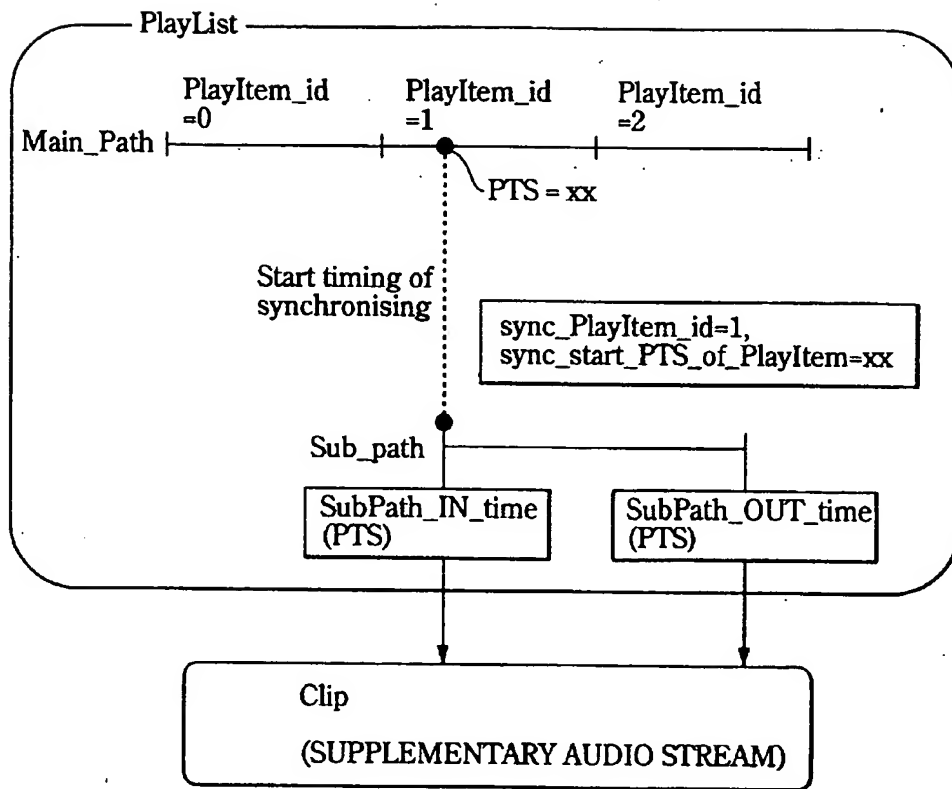 PlayList
PlayItem_id
=0
PlayItem_id
=1
PlayItem_id
=2
Main_Path
PTS = xx
Start timing of
synchronising
sync_PlayItem_id=1,
sync_start_PTS_of_PlayItem=xx
Sub_path
SubPath_IN_time
(PTS)
SubPath_OUT_time
(PTS)
Clip
(SUPPLEMENTARY AUDIO STREAM)